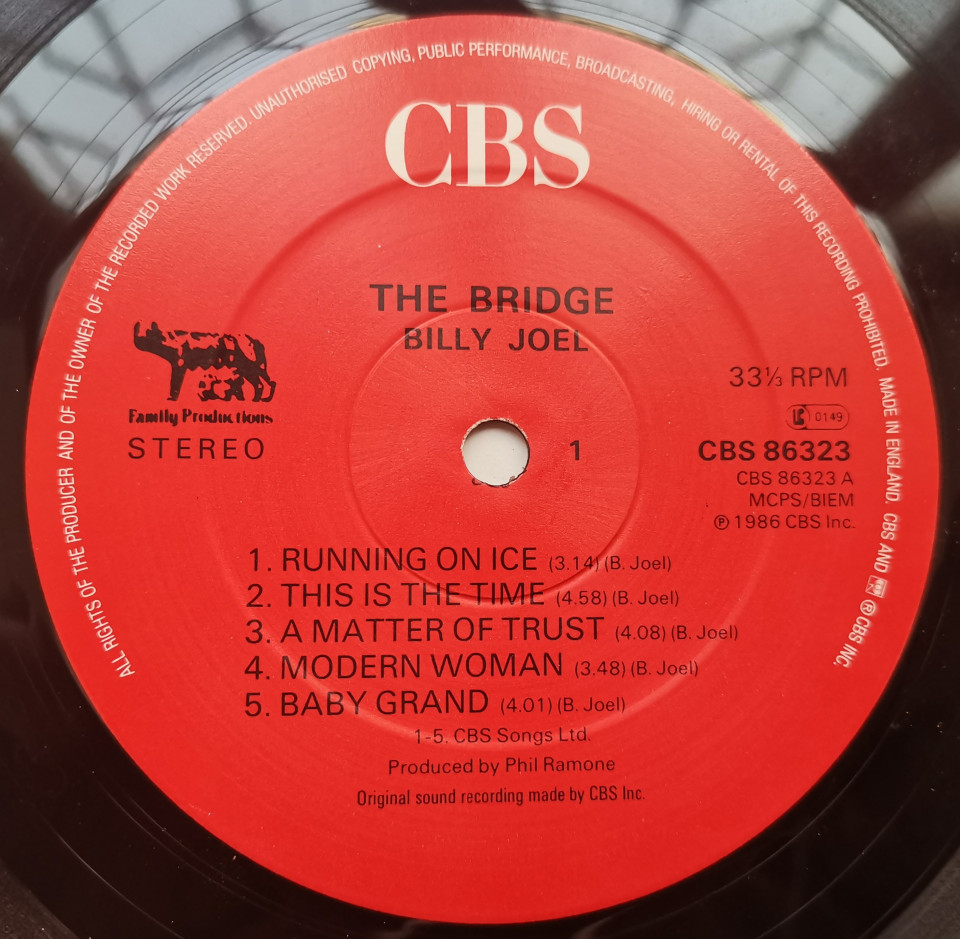 ALL RIGHTS OF THE PRODUCER AND OF THE OWNER OF THE RECORDED WORK RESERVED. UNAUTHORISED COPYING, PUBLIC PERFORMANCE, BROADCASTING, HIRING OR RENTAL OF THIS RECORDING PROHIBITED. MADE IN ENGLAND. CBS AND ® CBS INC.
CBS
THE BRIDGE
BILLY JOEL
Family Productions
STEREO
1
33⅓ RPM
LC 0149
CBS 86323
CBS 86323 A
MCPS/BIEM
℗ 1986 CBS Inc.
1. RUNNING ON ICE (3.14) (B. Joel)
2. THIS IS THE TIME (4.58) (B. Joel)
3. A MATTER OF TRUST (4.08) (B. Joel)
4. MODERN WOMAN (3.48) (B. Joel)
5. BABY GRAND (4.01) (B. Joel)
1-5. CBS Songs Ltd.
Produced by Phil Ramone
Original sound recording made by CBS Inc.